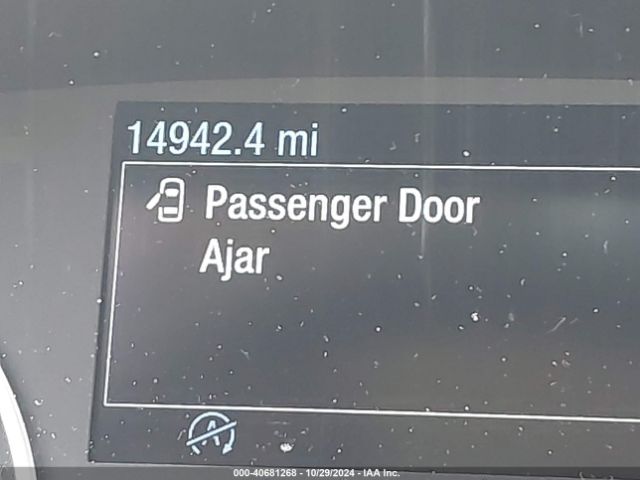 14942.4 mi
Passenger Door
Ajar
A
000-40681268 - 10/29/2024 - IAA Inc.